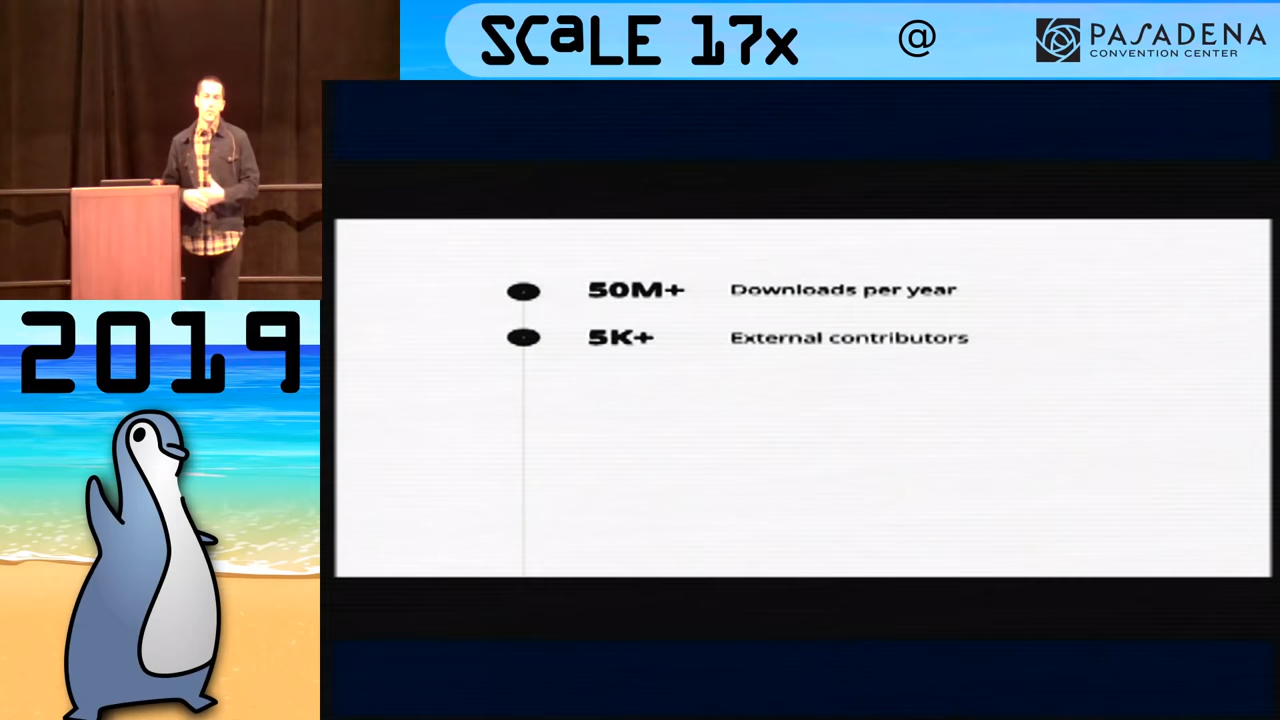 SCaLE 17x @ PASADENA
CONVENTION CENTER
50M+ Downloads per year
5K+ External contributors
2019